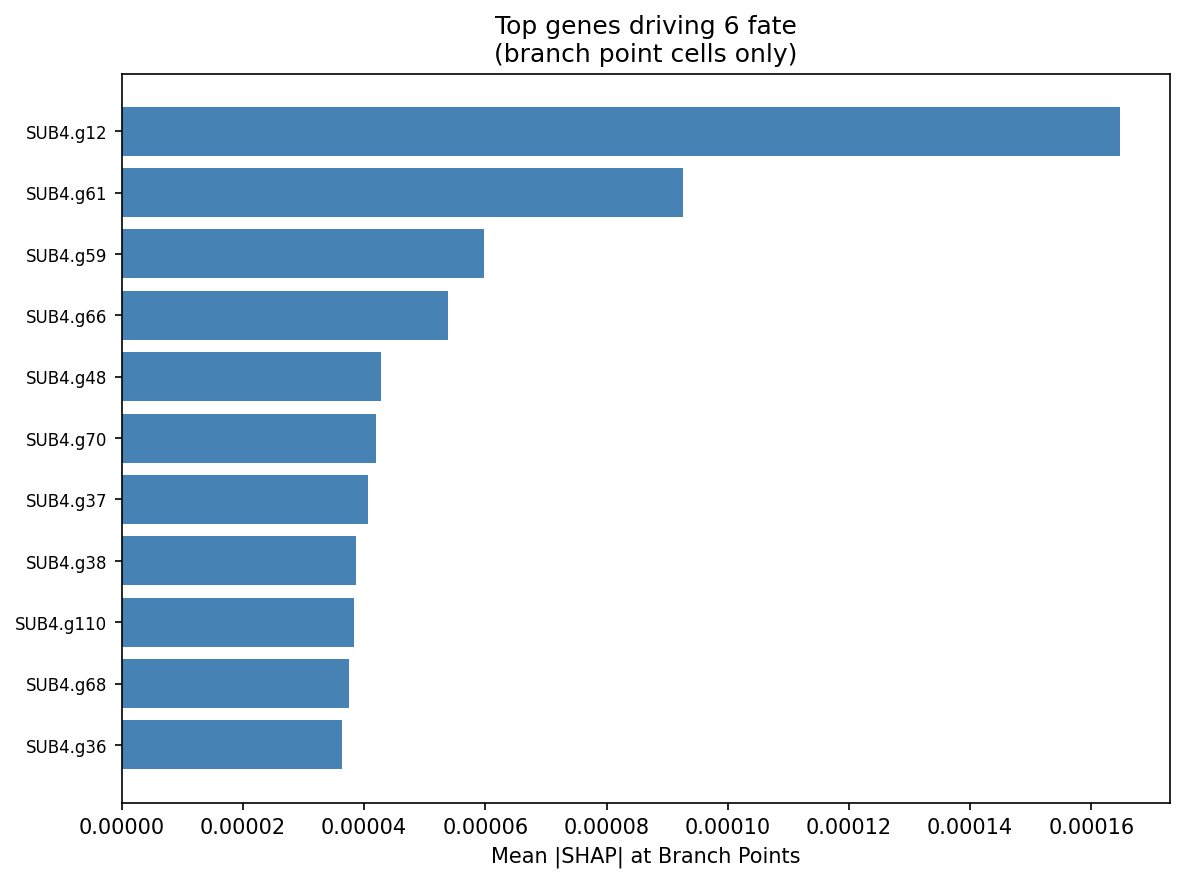 Top genes driving 6 fate
(branch point cells only)
SUB4.g12
SUB4.g61
SUB4.g59
SUB4.g66
SUB4.g48
SUB4.g70
SUB4.g37
SUB4.g38
SUB4.g110
SUB4.g68
SUB4.g36
0.00000 0.00002 0.00004 0.00006 0.00008 0.00010 0.00012 0.00014 0.00016
Mean |SHAP| at Branch Points